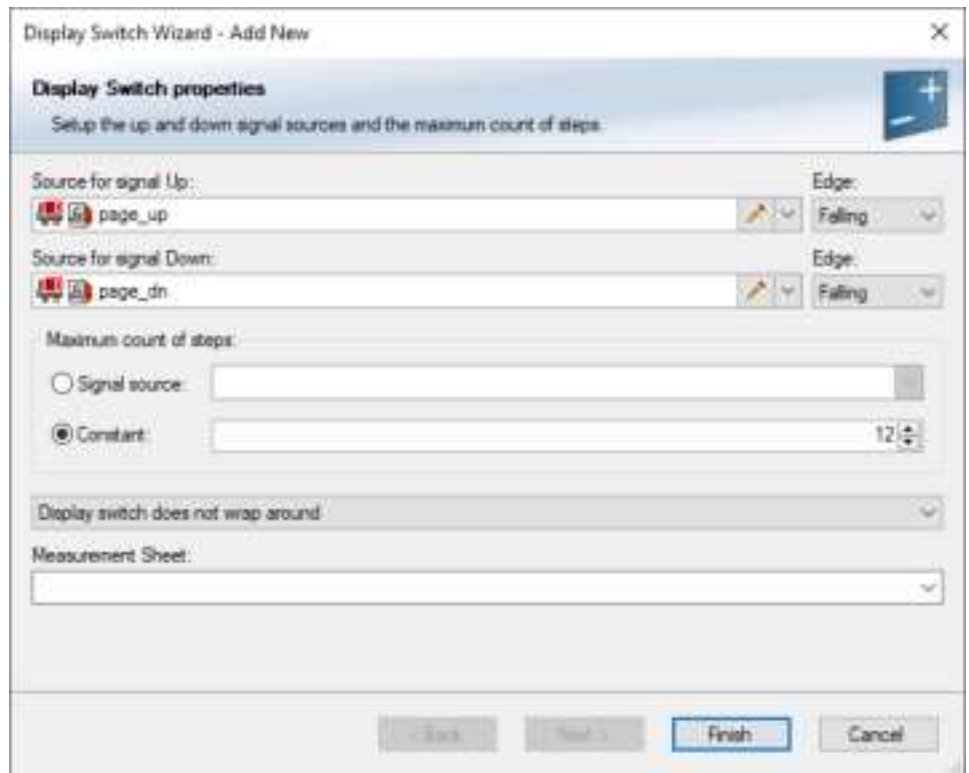 Display Switch Wizard - Add New
Display Switch properties
Setup the up and down signal sources and the maximum count of steps.
Source for signal Up: Edge:
page_up Falling
Source for signal Down: Edge:
page_dn Falling
Maximum count of steps:
Signal source:
Constant: 12
Display switch does not wrap around
Measurement Sheet:
< Back Next > Finish Cancel